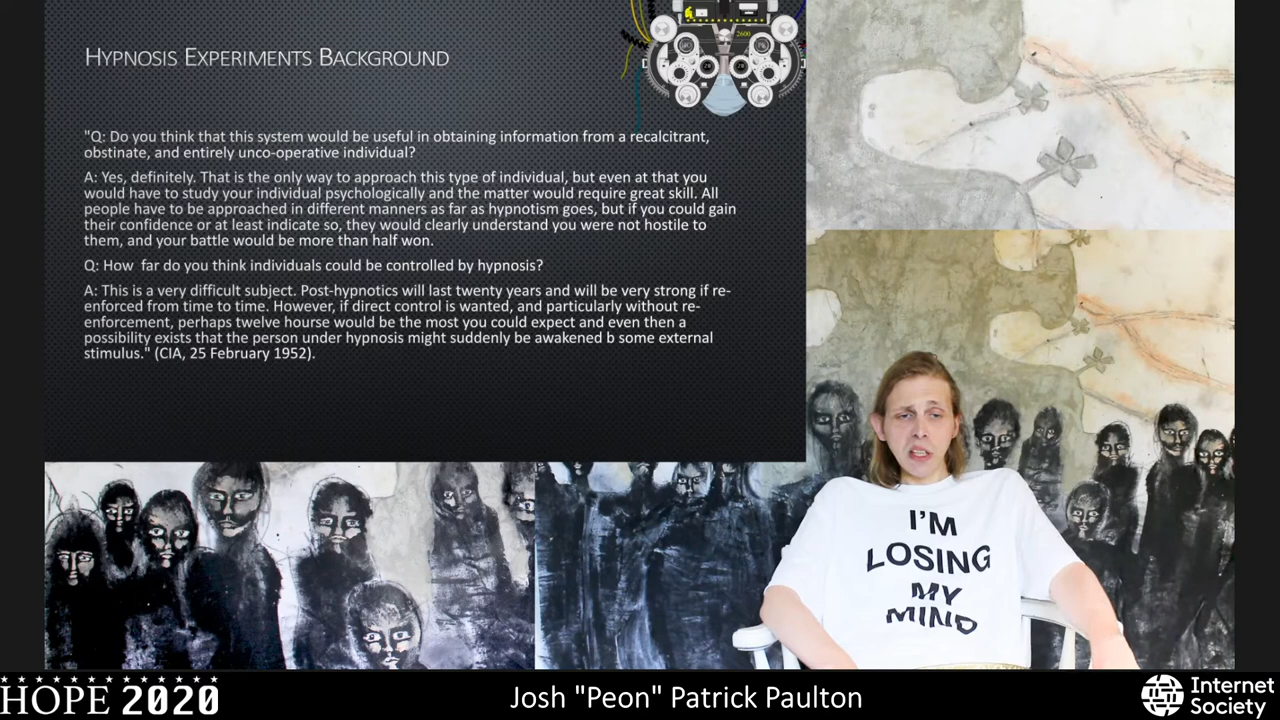 HYPNOSIS EXPERIMENTS BACKGROUND
2600
"Q: Do you think that this system would be useful in obtaining information from a recalcitrant,
obstinate, and entirely unco-operative individual?
A: Yes, definitely. That is the only way to approach this type of individual, but even at that you
would have to study your individual psychologically and the matter would require great skill. All
people have to be approached in different manners as far as hypnotism goes, but if you could gain
their confidence or at least indicate so, they would clearly understand you were not hostile to
them, and your battle would be more than half won.
Q: How far do you think individuals could be controlled by hypnosis?
A: This is a very difficult subject. Post-hypnotics will last twenty years and will be very strong if re-
enforced from time to time. However, if direct control is wanted, and particularly without re-
enforcement, perhaps twelve hourse would be the most you could expect and even then a
possibility exists that the person under hypnosis might suddenly be awakened b some external
stimulus." (CIA, 25 February 1952).
I'M
LOSING
MY
MIND
HOPE 2020
Josh "Peon" Patrick Paulton
Internet
Society